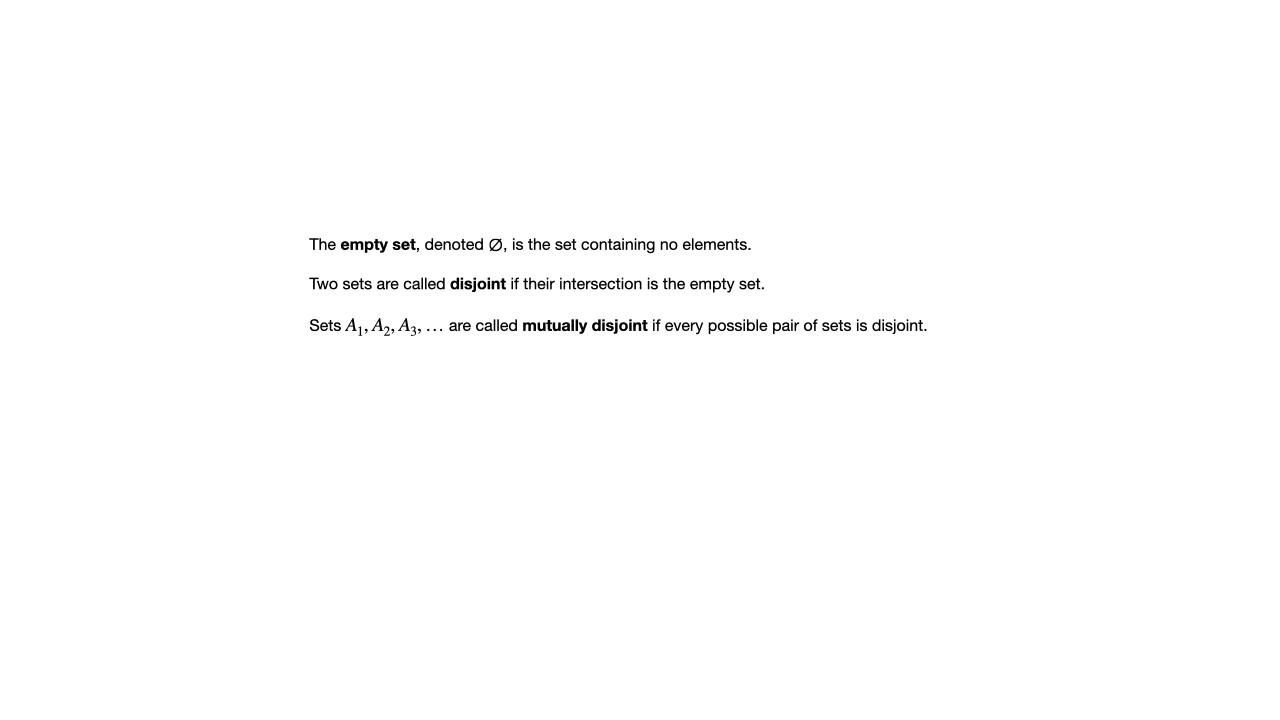 The empty set, denoted ∅, is the set containing no elements.
Two sets are called disjoint if their intersection is the empty set.
Sets A₁, A₂, A₃, … are called mutually disjoint if every possible pair of sets is disjoint.